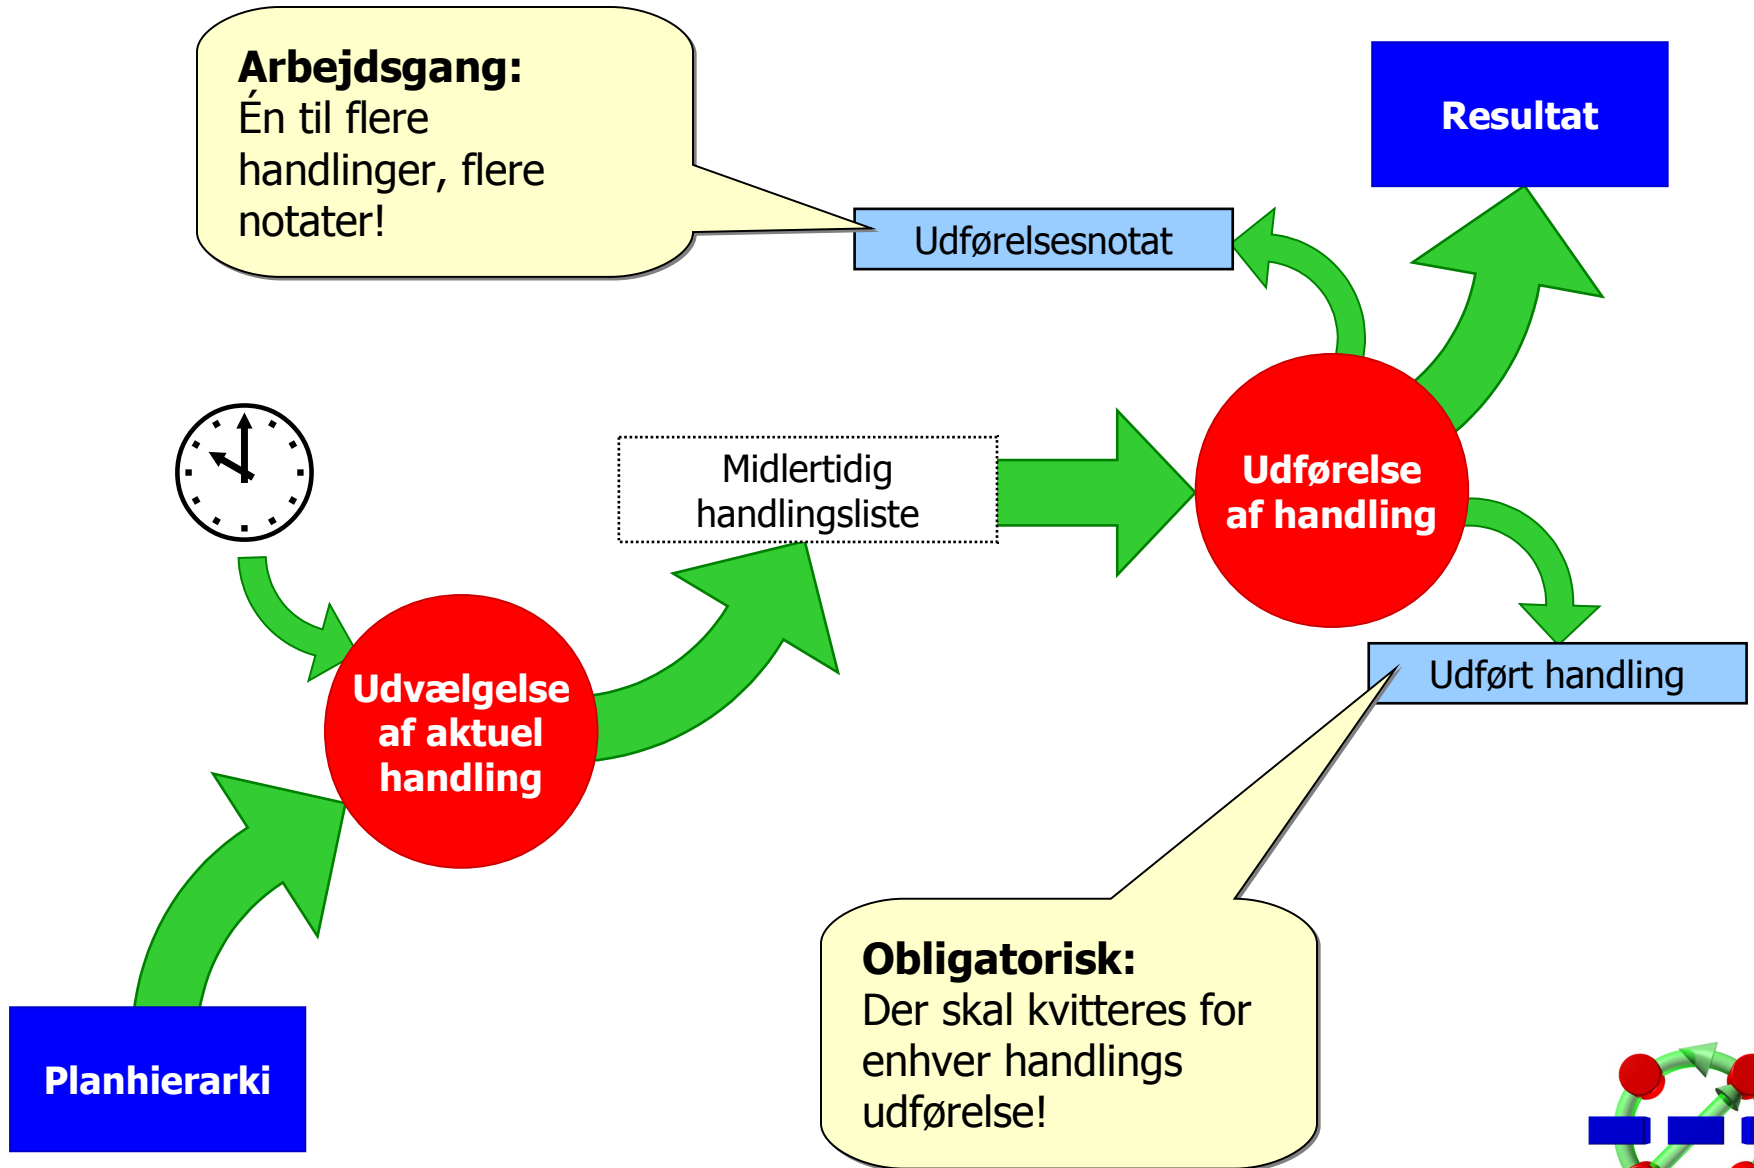 Arbejdsgang:
Én til flere
handlinger, flere
notater!
Resultat
Udførelsesnotat
Midlertidig
handlingsliste
Udførelse
af handling
Udført handling
Udvælgelse
af aktuel
handling
Obligatorisk:
Der skal kvitteres for
enhver handlings
udførelse!
Planhierarki